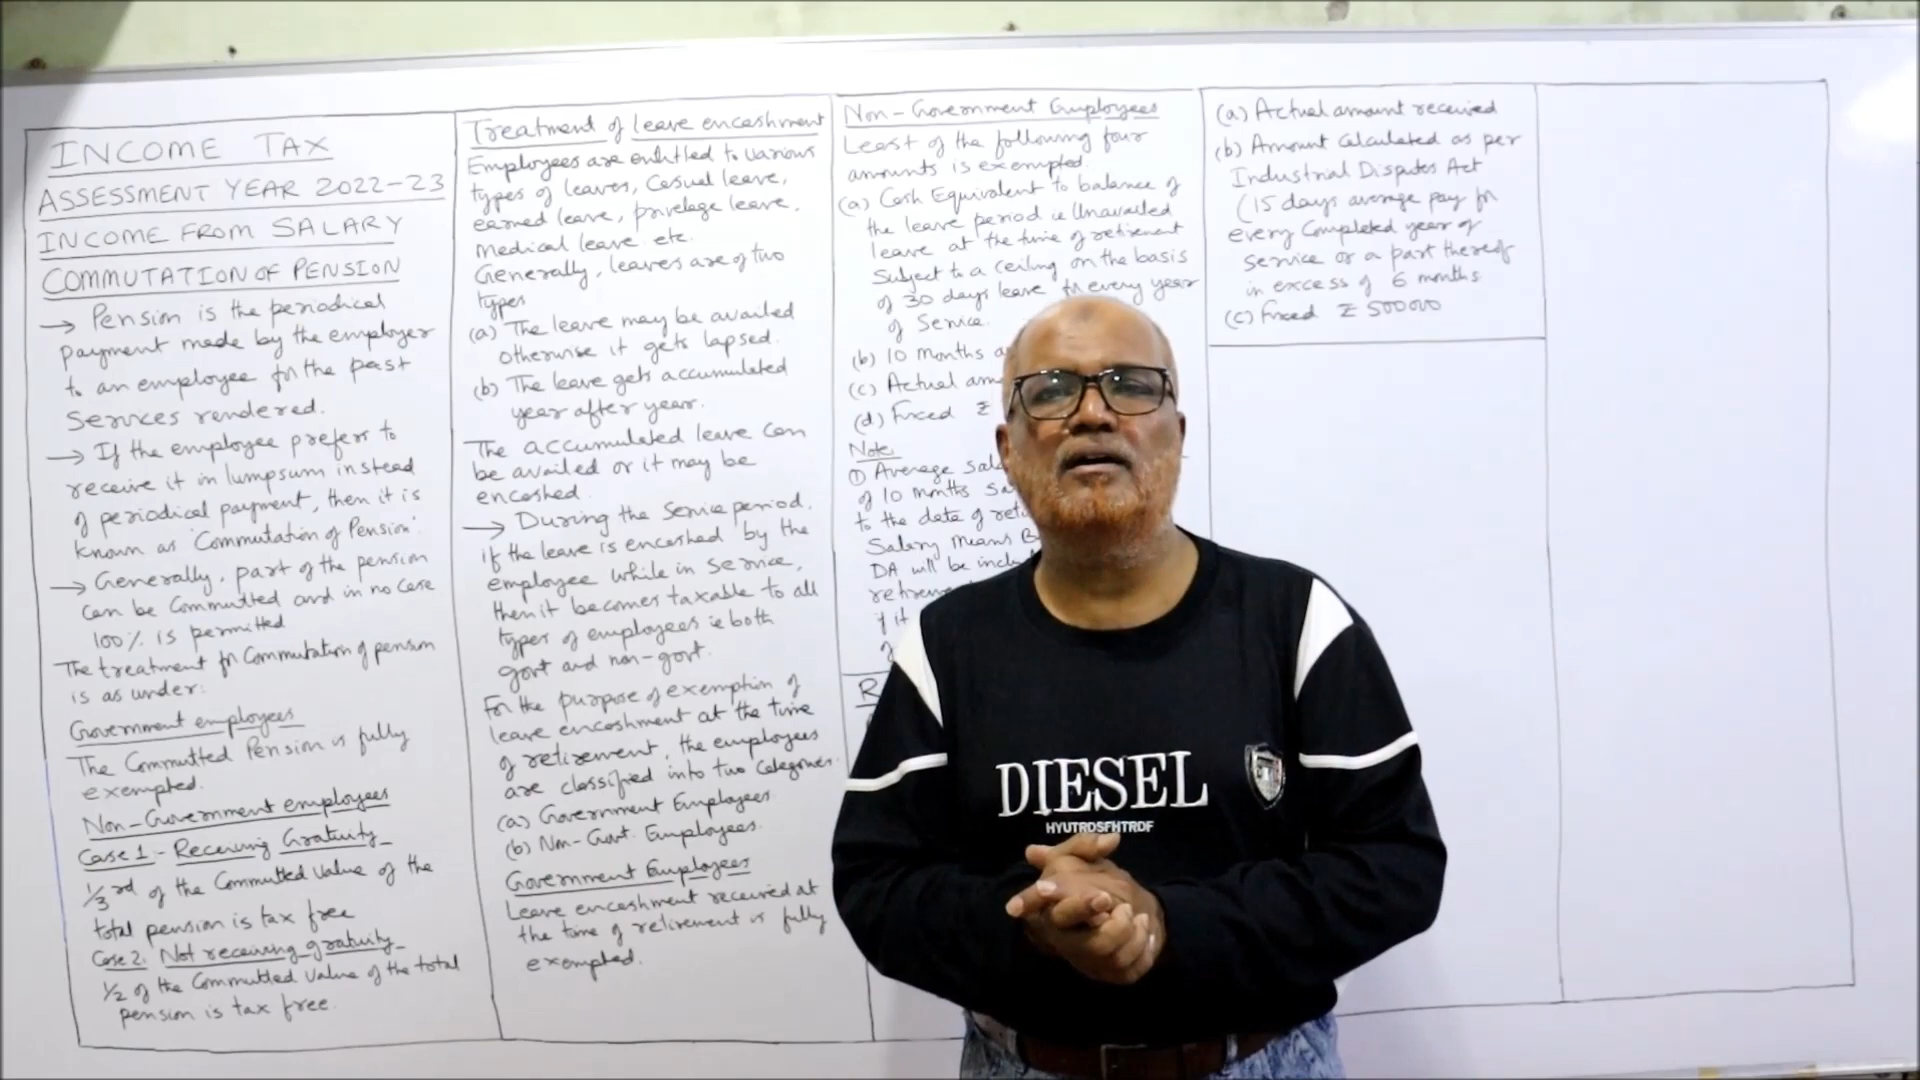 INCOME TAX
ASSESSMENT YEAR 2022-23
INCOME FROM SALARY
COMMUTATION OF PENSION
→ Pension is the periodical
payment made by the employer
to an employee for the past
Services rendered.
→ If the employee prefers to
receive it in lumpsum instead
of periodical payment, then it is
known as 'Commutation of Pension'.
→ Generally, part of the pension
can be Committed and in no case
100% is permitted
The treatment for Commutation of pension
is as under:
Government employees
The Committed Pension is fully
exempted.
Non-Government employees
Case 1:- Receiving Gratuity
1/3rd of the Committed value of the
total pension is tax free
Case 2. Not receiving gratuity
1/2 of the Committed value of the total
pension is tax free.
Treatment of leave encashment
Employees are entitled to various
types of leaves, Casual leave,
earned leave, privelage leave,
Medical leave etc.
Generally, leaves are of two
types
(a) The leave may be availed
otherwise it gets lapsed.
(b) The leave gets accumulated
year after year.
The accumulated leave can
be availed or it may be
encashed.
→ During the Service period,
if the leave is encashed by the
employee while in service,
then it becomes taxable to all
types of employees ie both
govt and non-govt.
For the purpose of exemption of
leave encashment at the time
of retirement, the employees
are classified into two categories.
(a) Government Employees
(b) Non-Govt. Employees.
Government Employees
Leave encashment received at
the time of retirement is fully
exempted.
Non-Government Employees
Least of the following four
amounts is exempted.
(a) Cash Equivalent to balance of
the leave period ie Unavailed
leave at the time of retirement
Subject to a ceiling on the basis
of 30 days leave for every year
of Service.
(b) 10 months
(c) Actual
(d) Fixed ₹
Note
① Average
of 10 months
to the date of
Salary means
DA will be
if it
(a) Actual amount received
(b) Amount Calculated as per
Industrial Disputes Act
(15 days average pay for
every Completed year of
service or a part thereof
in excess of 6 months
(c) Fixed ₹ 500000
DIESEL
HYUTRDSFHTRDF